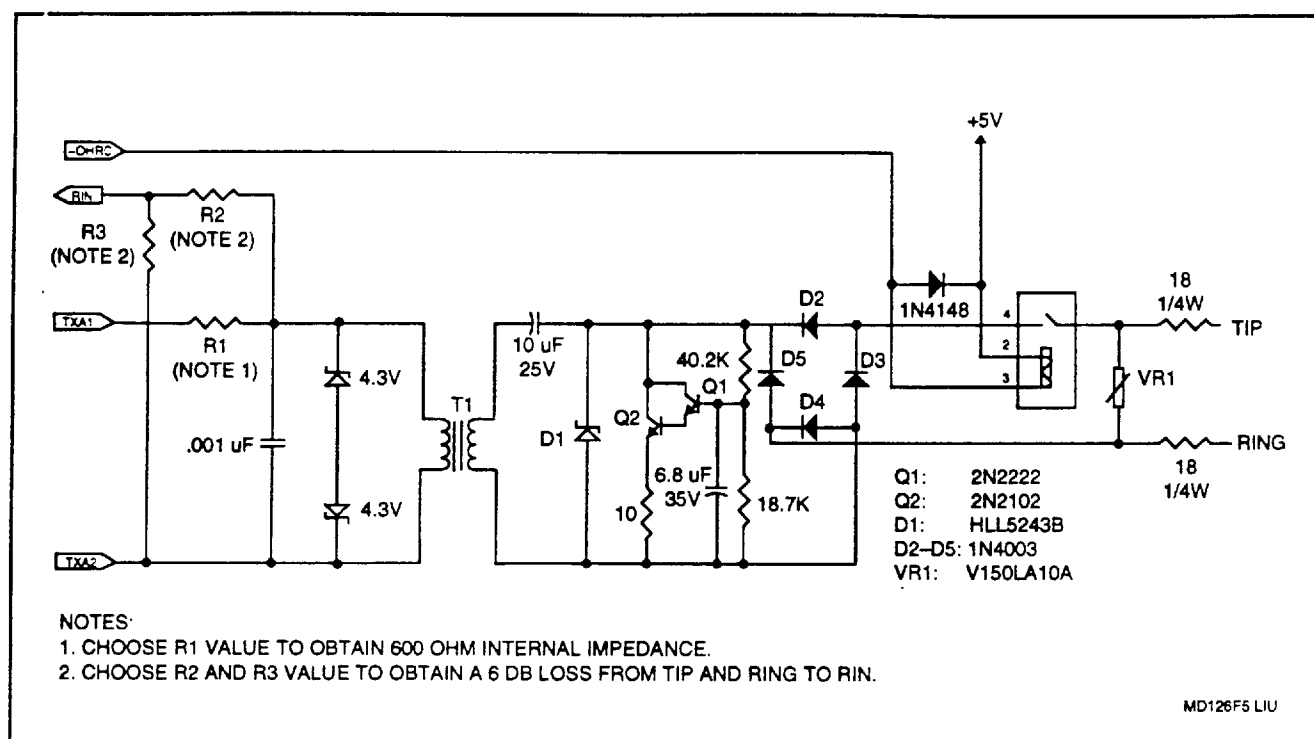 +5V
~OHRC
RIN
R2
(NOTE 2)
R3
(NOTE 2)
18
1/4W
D2
1N4148
4
TIP
TXA1
R1
(NOTE 1)
10 uF
25V
40.2K
D5
D3
2
3
VR1
4.3V
T1
Q1
Q2
D4
D1
.001 uF
RING
18
1/4W
6.8 uF
35V
18.7K
10
4.3V
TXA2
Q1: 2N2222
Q2: 2N2102
D1: HLL5243B
D2–D5: 1N4003
VR1: V150LA10A
NOTES:
1. CHOOSE R1 VALUE TO OBTAIN 600 OHM INTERNAL IMPEDANCE.
2. CHOOSE R2 AND R3 VALUE TO OBTAIN A 6 DB LOSS FROM TIP AND RING TO RIN.
MD126F5 LIU